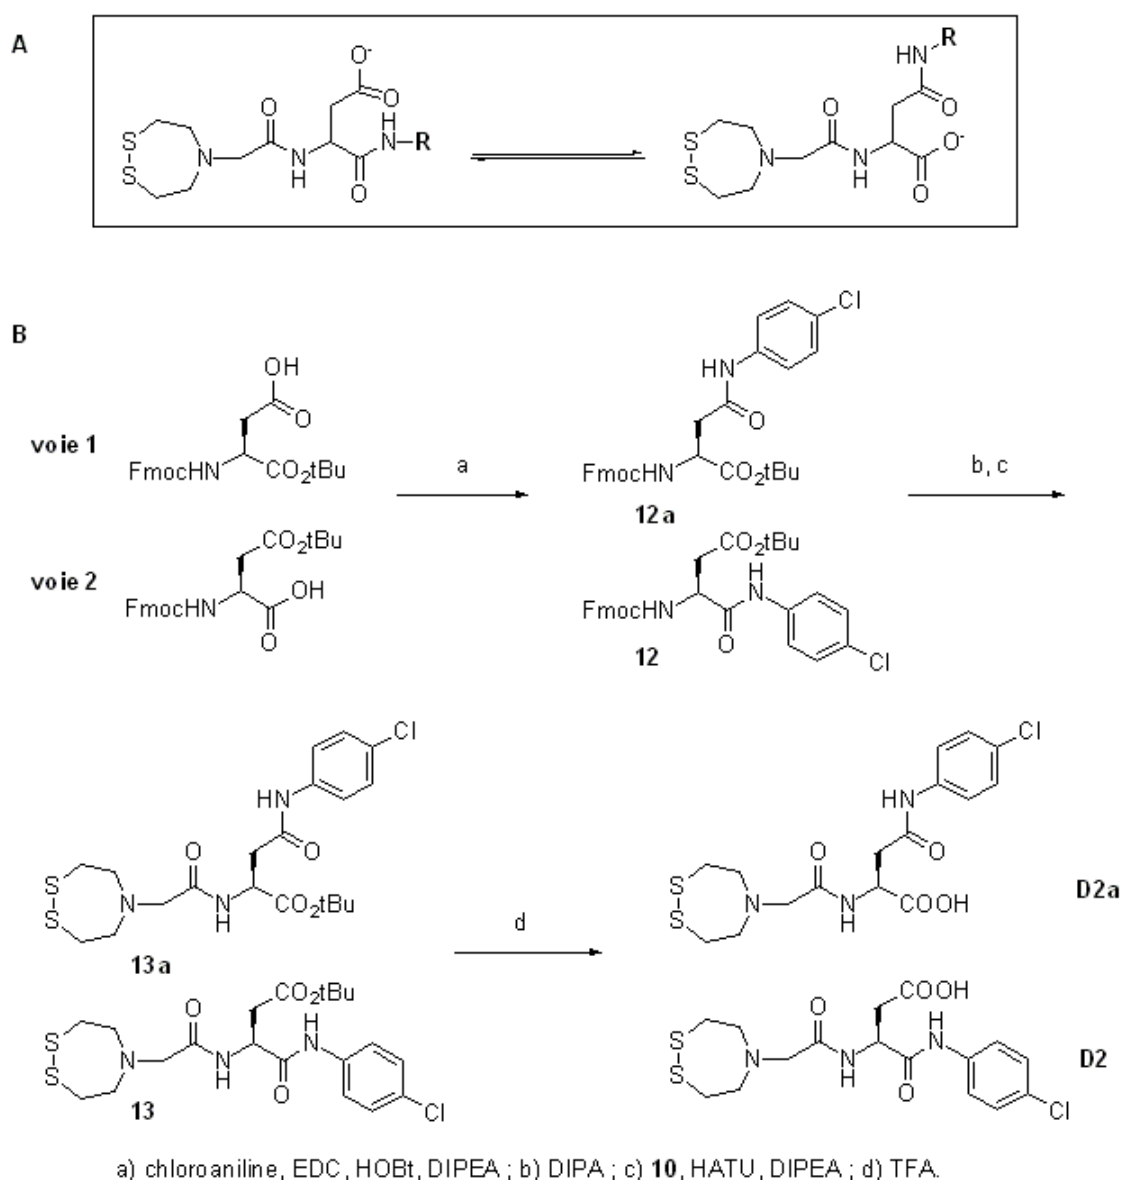 A
O⁻ O O H N-R S S N N H O
HN-R O O O⁻ S S N N H O
B
voie 1
OH O FmocHN CO₂tBu
a
Cl HN O FmocHN CO₂tBu
12a
b, c
voie 2
CO₂tBu FmocHN OH O
CO₂tBu H N FmocHN O Cl
12
Cl HN O O S S N N H CO₂tBu
13a
d
Cl HN O O S S N N H COOH
D2a
CO₂tBu O H N S S N N H O Cl
13
COOH O H N S S N N H O Cl
D2
a) chloroaniline, EDC, HOBt, DIPEA ; b) DIPA ; c) 10, HATU, DIPEA ; d) TFA.